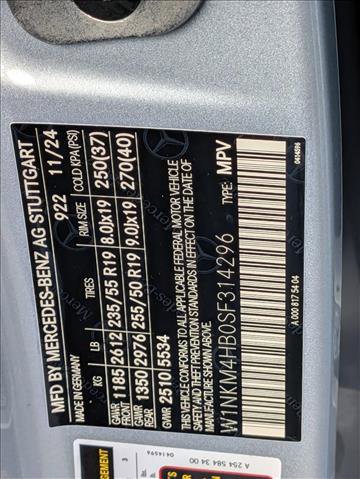 MFD BY MERCEDES-BENZ AG STUTTGART
MADE IN GERMANY 922 11/24
KG LB TIRES RIM SIZE COLD KPA(PSI)
GAWR FRONT 1185 2612 235/55 R19 8.0Jx19 250(37)
GAWR REAR 1350 2976 255/50 R19 9.0Jx19 270(40)
GVWR 2510 5534
THIS VEHICLE CONFORMS TO ALL APPLICABLE FEDERAL MOTOR VEHICLE
SAFETY, BUMPER, AND THEFT PREVENTION STANDARDS IN EFFECT ON THE DATE OF
MANUFACTURE SHOWN ABOVE.
W1NKM4HB0SF314296 TYPE: MPV
A 000 817 54 04 0414596
3
0414596
A 254 584 34 00